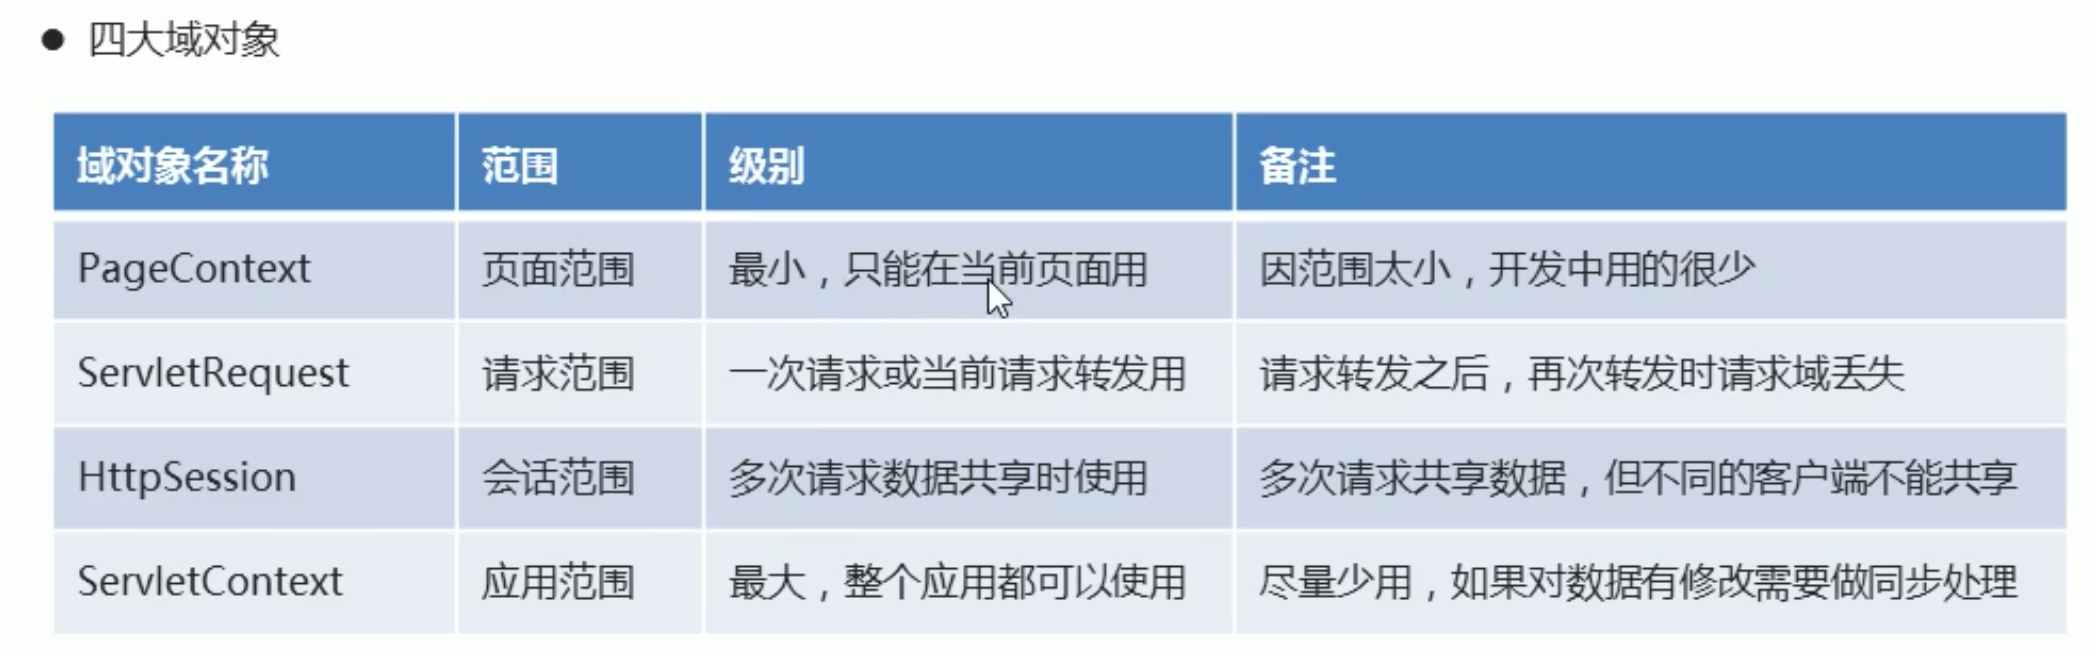 ● 四大域对象
域对象名称 范围 级别 备注
PageContext 页面范围 最小，只能在当前页面用 因范围太小，开发中用的很少
ServletRequest 请求范围 一次请求或当前请求转发用 请求转发之后，再次转发时请求域丢失
HttpSession 会话范围 多次请求数据共享时使用 多次请求共享数据，但不同的客户端不能共享
ServletContext 应用范围 最大，整个应用都可以使用 尽量少用，如果对数据有修改需要做同步处理